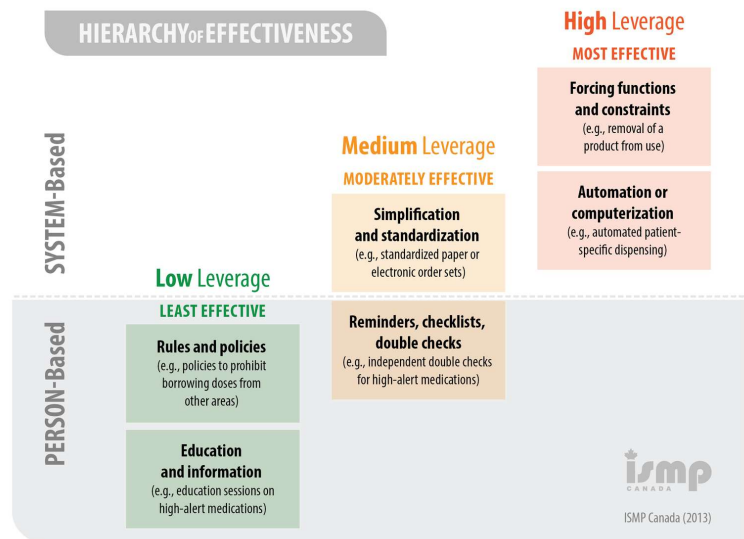 HIERARCHY OF EFFECTIVENESS
High Leverage
MOST EFFECTIVE
Forcing functions
and constraints
(e.g., removal of a
product from use)
Automation or
computerization
(e.g., automated patient-
specific dispensing)
Medium Leverage
MODERATELY EFFECTIVE
Simplification
and standardization
(e.g., standardized paper or
electronic order sets)
Reminders, checklists,
double checks
(e.g., independent double checks
for high-alert medications)
Low Leverage
LEAST EFFECTIVE
Rules and policies
(e.g., policies to prohibit
borrowing doses from
other areas)
Education
and information
(e.g., education sessions on
high-alert medications)
SYSTEM-Based
PERSON-Based
ismp
CANADA
ISMP Canada (2013)